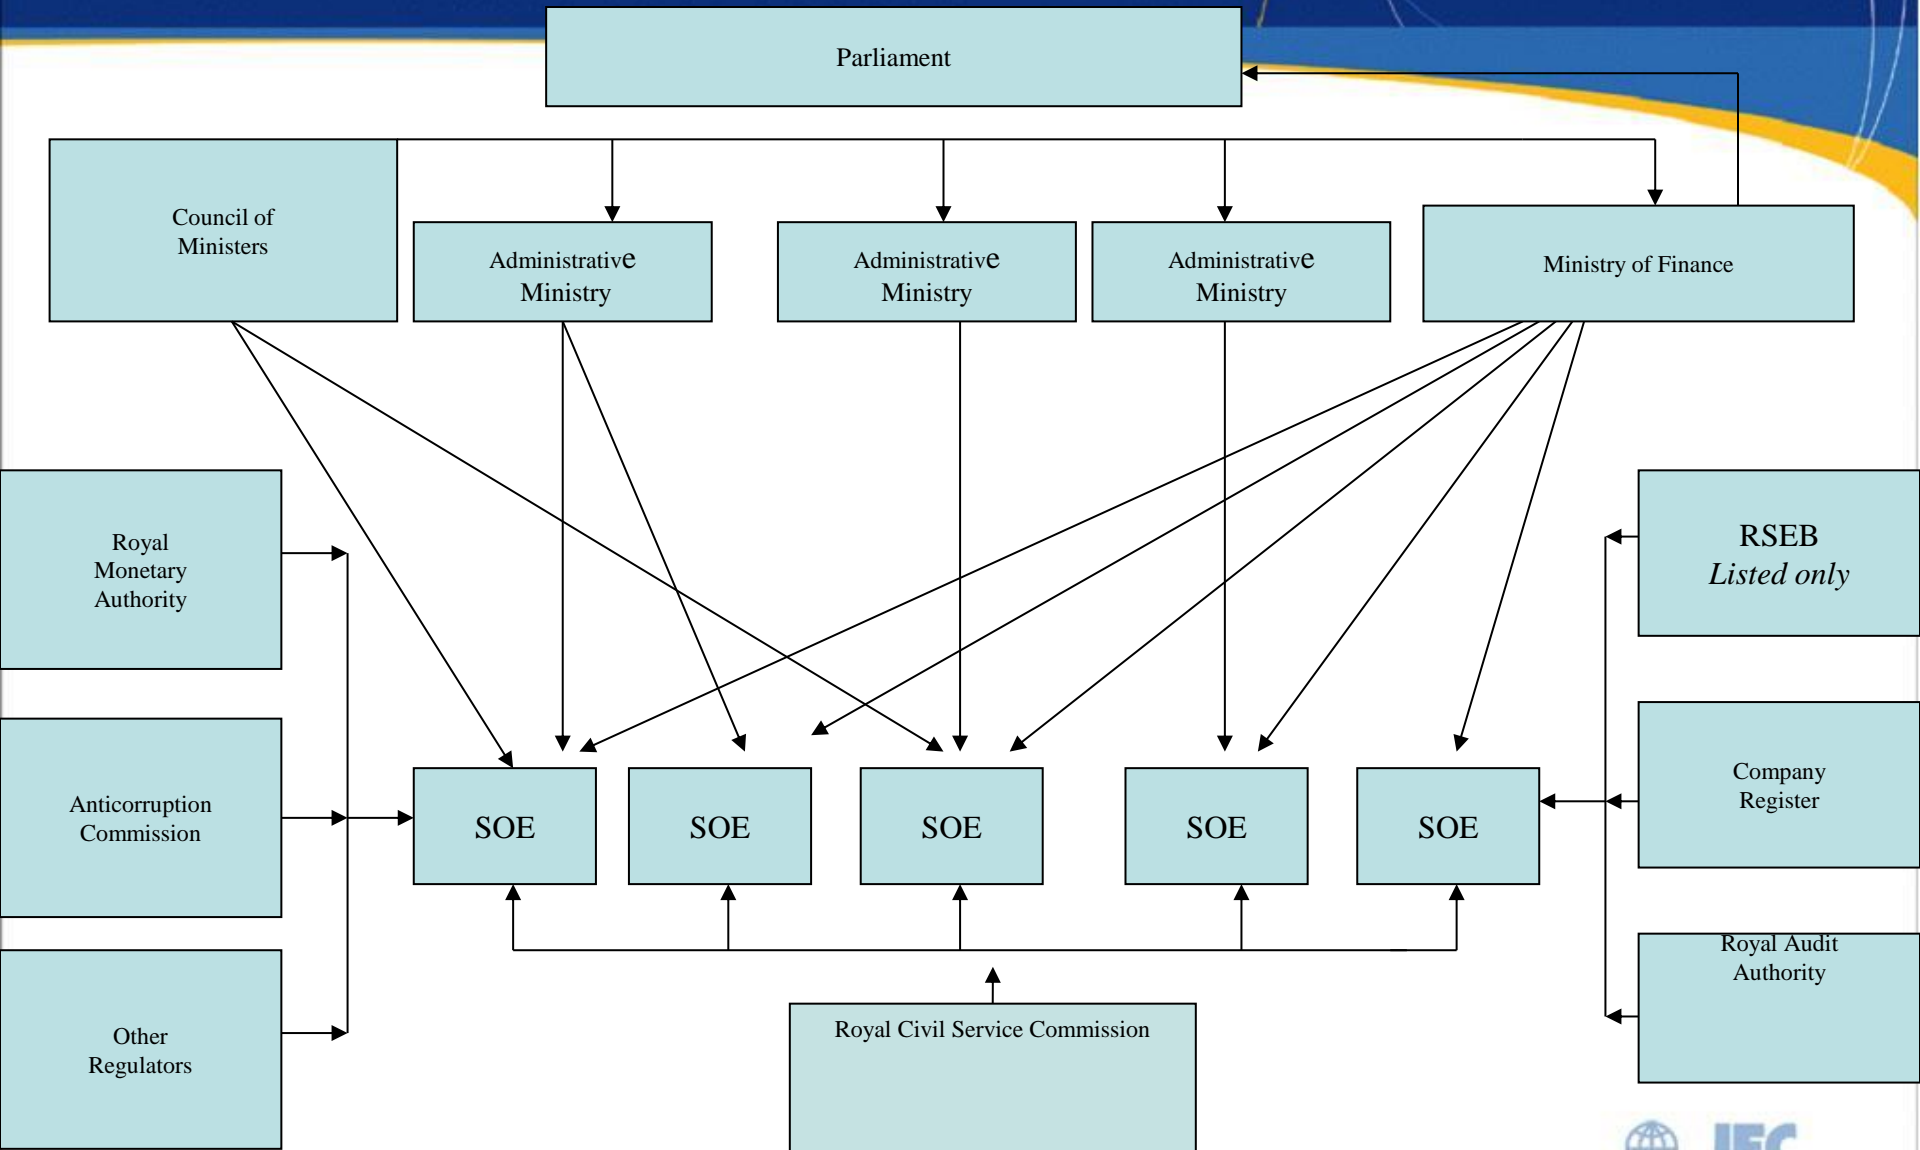 Parliament
Council of
Ministers
Administrative
Ministry
Administrative
Ministry
Administrative
Ministry
Ministry of Finance
Royal
Monetary
Authority
RSEB
Listed only
Anticorruption
Commission
SOE
SOE
SOE
SOE
SOE
Company
Register
Other
Regulators
Royal Civil Service Commission
Royal Audit
Authority
IFC